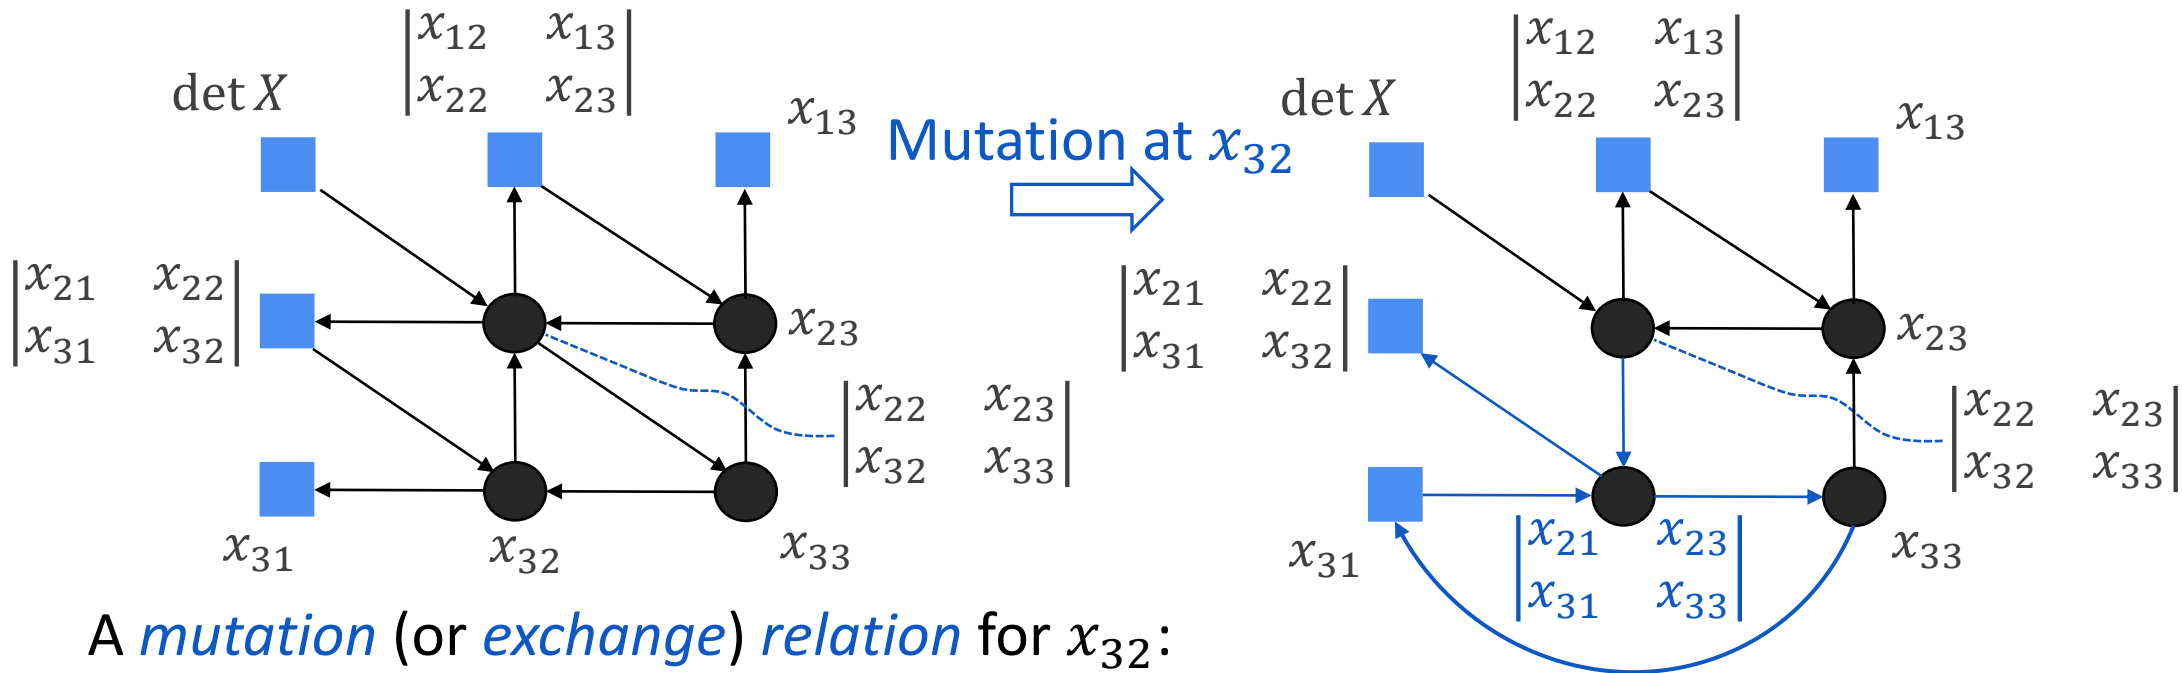 det X
|x12 x13|
|x22 x23|
x13
|x21 x22|
|x31 x32|
x23
|x22 x23|
|x32 x33|
x31
x32
x33
Mutation at x32
det X
|x12 x13|
|x22 x23|
x13
|x21 x22|
|x31 x32|
x23
|x22 x23|
|x32 x33|
x31
|x21 x23|
|x31 x33|
x33
A mutation (or exchange) relation for x32: